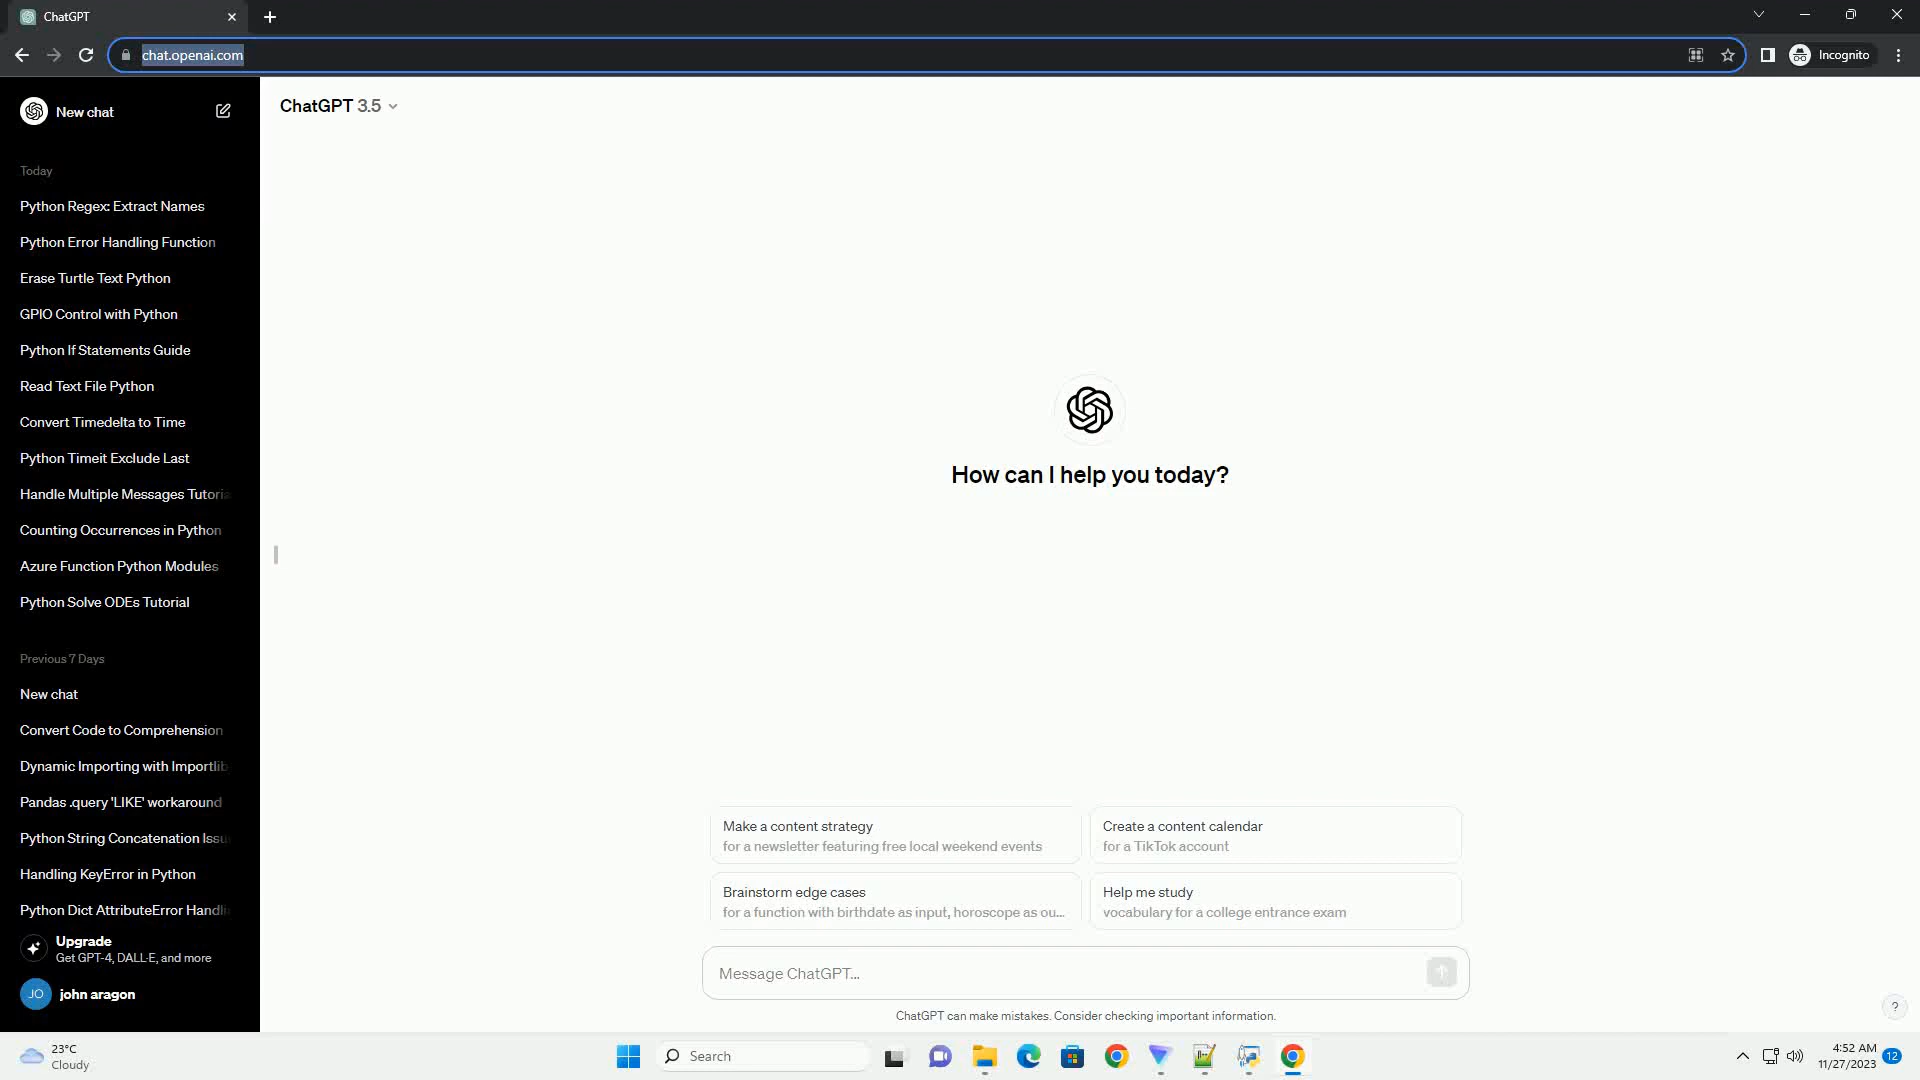 ChatGPT
chat.openai.com
Incognito
New chat
ChatGPT 3.5
Today
Python Regex: Extract Names
Python Error Handling Function
Erase Turtle Text Python
GPIO Control with Python
Python If Statements Guide
Read Text File Python
Convert Timedelta to Time
Python Timeit Exclude Last
Handle Multiple Messages Tutoria
Counting Occurrences in Python
Azure Function Python Modules
Python Solve ODEs Tutorial
Previous 7 Days
New chat
Convert Code to Comprehension
Dynamic Importing with Importlib
Pandas .query 'LIKE' workaround
Python String Concatenation Issu
Handling KeyError in Python
Python Dict AttributeError Handli
Upgrade
Get GPT-4, DALL·E, and more
JO
john aragon
How can I help you today?
Make a content strategy
for a newsletter featuring free local weekend events
Create a content calendar
for a TikTok account
Brainstorm edge cases
for a function with birthdate as input, horoscope as ou...
Help me study
vocabulary for a college entrance exam
Message ChatGPT...
ChatGPT can make mistakes. Consider checking important information.
?
23°C
Cloudy
Search
4:52 AM
11/27/2023
12